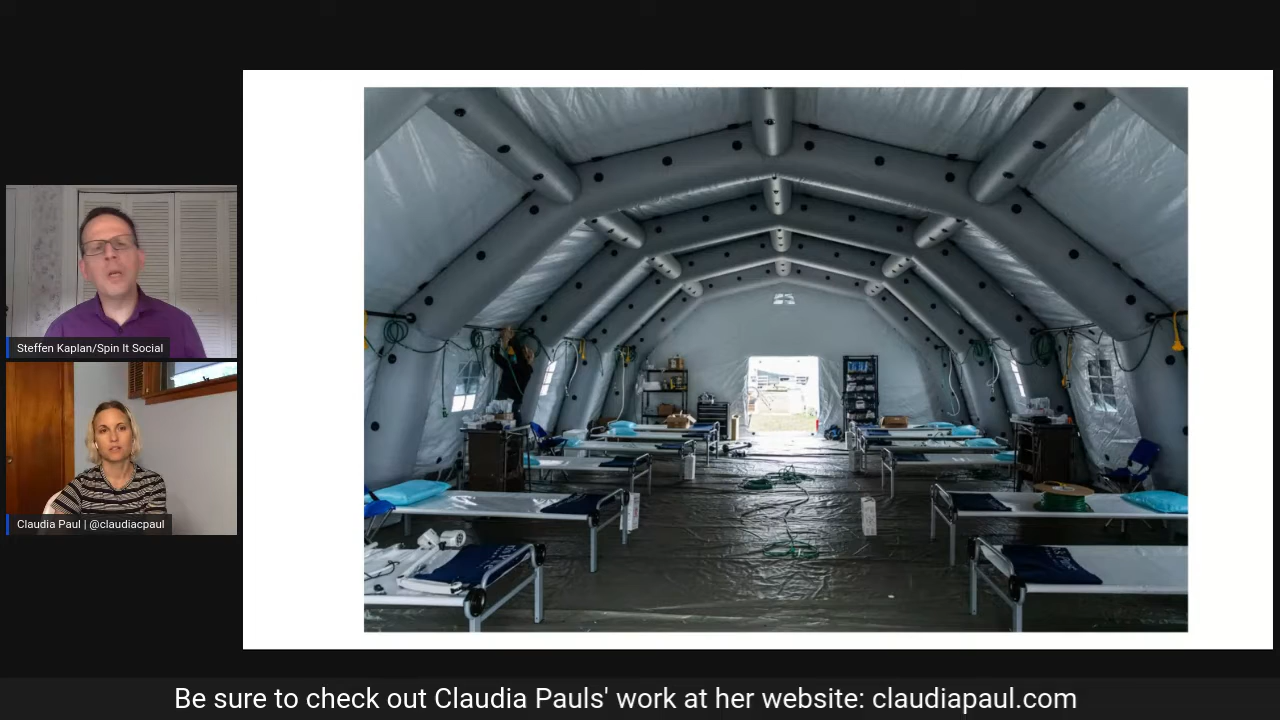 Steffen Kaplan/Spin It Social
Claudia Paul | @claudiacpaul
Be sure to check out Claudia Pauls' work at her website: claudiapaul.com